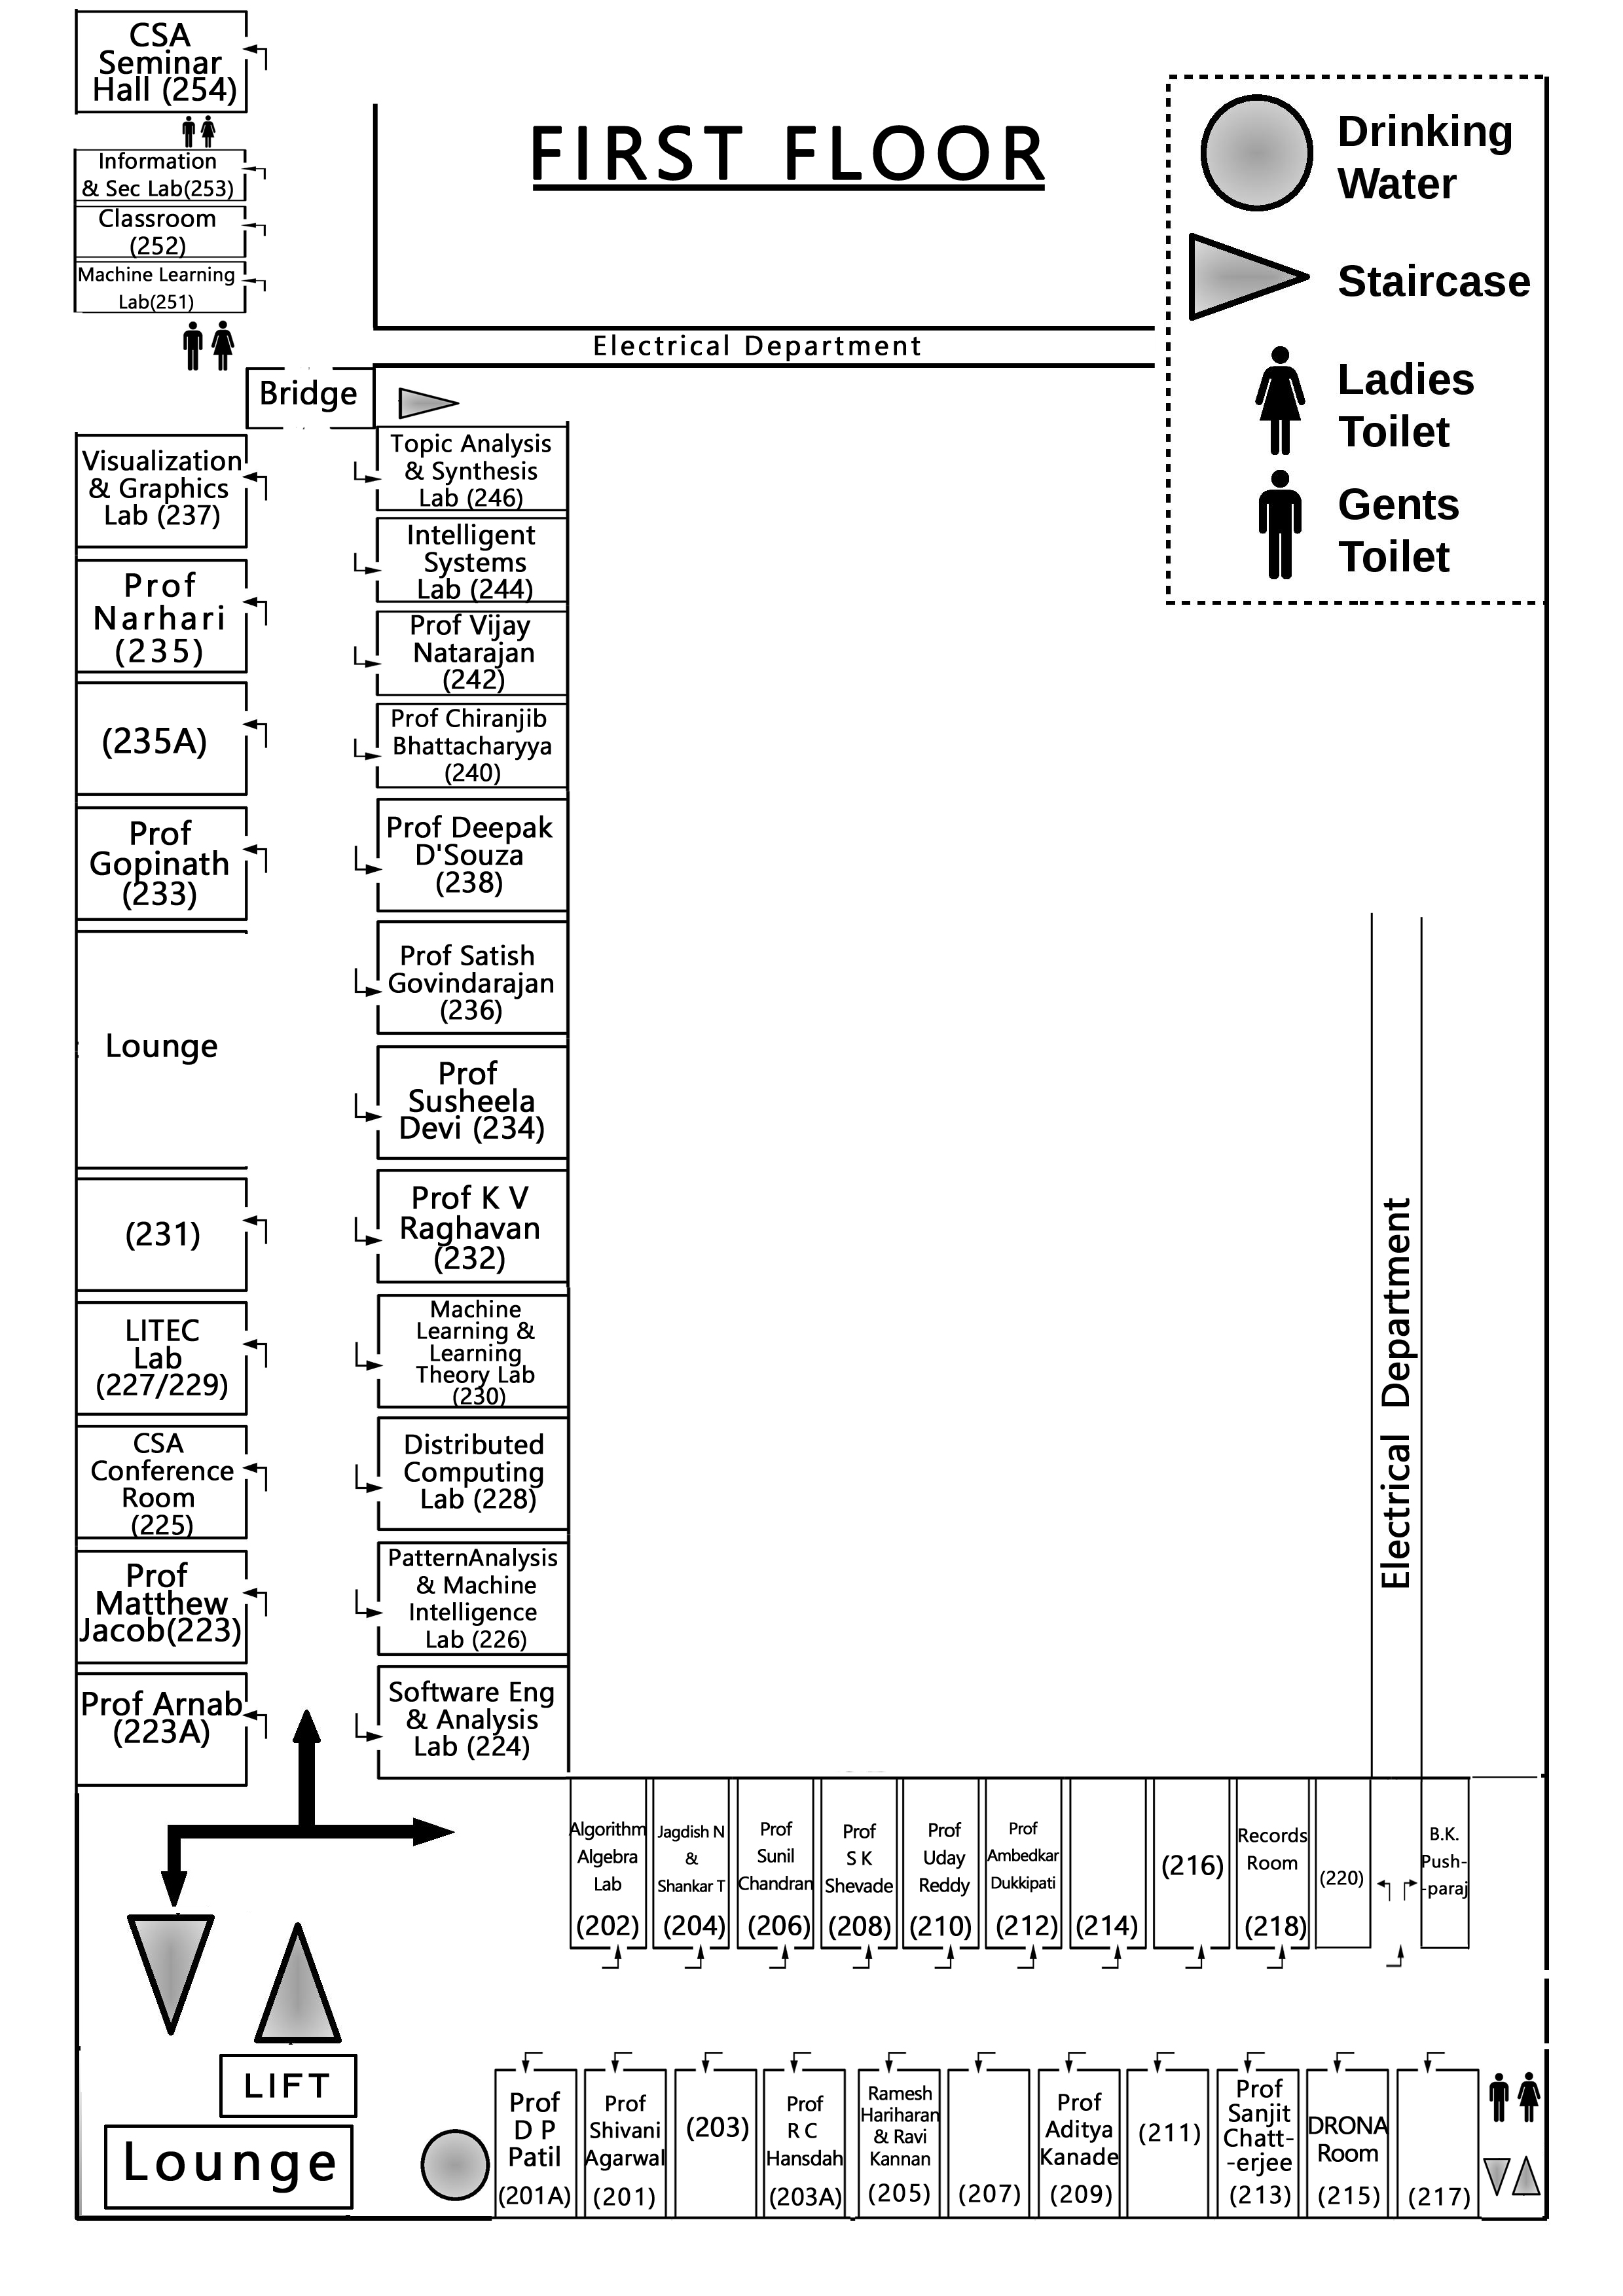 CSA
Seminar
Hall (254)
Information
& Sec Lab(253)
Classroom
(252)
Machine Learning
Lab(251)
FIRST FLOOR
Electrical Department
Drinking
Water
Staircase
Ladies
Toilet
Gents
Toilet
Bridge
Visualization
& Graphics
Lab (237)
Prof
Narhari
(235)
(235A)
Prof
Gopinath
(233)
Lounge
(231)
LITEC
Lab
(227/229)
CSA
Conference
Room
(225)
Prof
Matthew
Jacob(223)
Prof Arnab
(223A)
Topic Analysis
& Synthesis
Lab (246)
Intelligent
Systems
Lab (244)
Prof Vijay
Natarajan
(242)
Prof Chiranjib
Bhattacharyya
(240)
Prof Deepak
D'Souza
(238)
Prof Satish
Govindarajan
(236)
Prof
Susheela
Devi (234)
Prof K V
Raghavan
(232)
Machine
Learning &
Learning
Theory Lab
(230)
Distributed
Computing
Lab (228)
PatternAnalysis
& Machine
Intelligence
Lab (226)
Software Eng
& Analysis
Lab (224)
Electrical Department
Algorithm
Algebra
Lab
(202)
Jagdish N
&
Shankar T
(204)
Prof
Sunil
Chandran
(206)
Prof
S K
Shevade
(208)
Prof
Uday
Reddy
(210)
Prof
Ambedkar
Dukkipati
(212)
(214)
(216)
Records
Room
(218)
(220)
B.K.
Push-
-paraj
LIFT
Lounge
Prof
D P
Patil
(201A)
Prof
Shivani
Agarwal
(201)
(203)
Prof
R C
Hansdah
(203A)
Ramesh
Hariharan
& Ravi
Kannan
(205)
(207)
Prof
Aditya
Kanade
(209)
(211)
Prof
Sanjit
Chatt-
-erjee
(213)
DRONA
Room
(215)
(217)